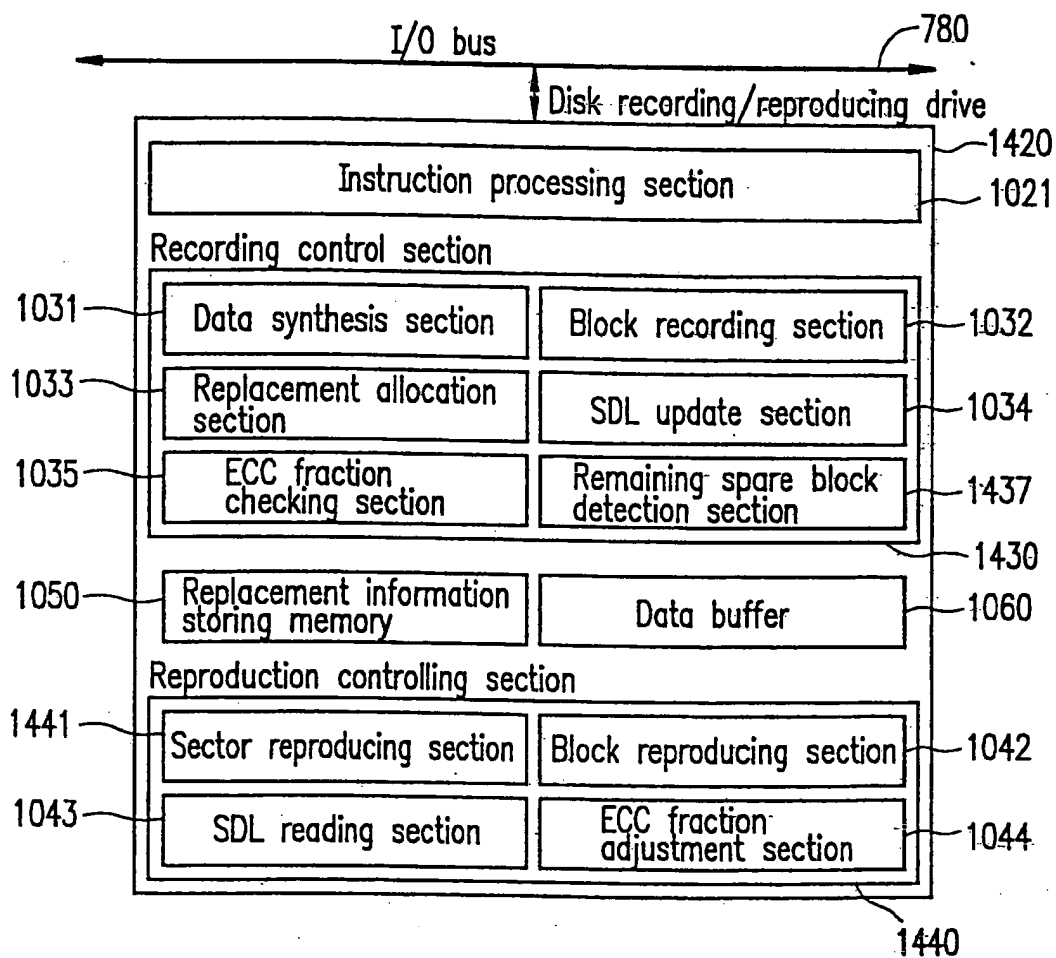 I/O bus
780
Disk recording/reproducing drive
1420
Instruction processing section
1021
Recording control section
1031
Data synthesis section
Block recording section
1032
1033
Replacement allocation
section
SDL update section
1034
1035
ECC fraction
checking section
Remaining spare block
detection section
1437
1430
1050
Replacement information
storing memory
Data buffer
1060
Reproduction controlling section
1441
Sector reproducing section
Block reproducing section
1042
1043
SDL reading section
ECC fraction
adjustment section
1044
1440